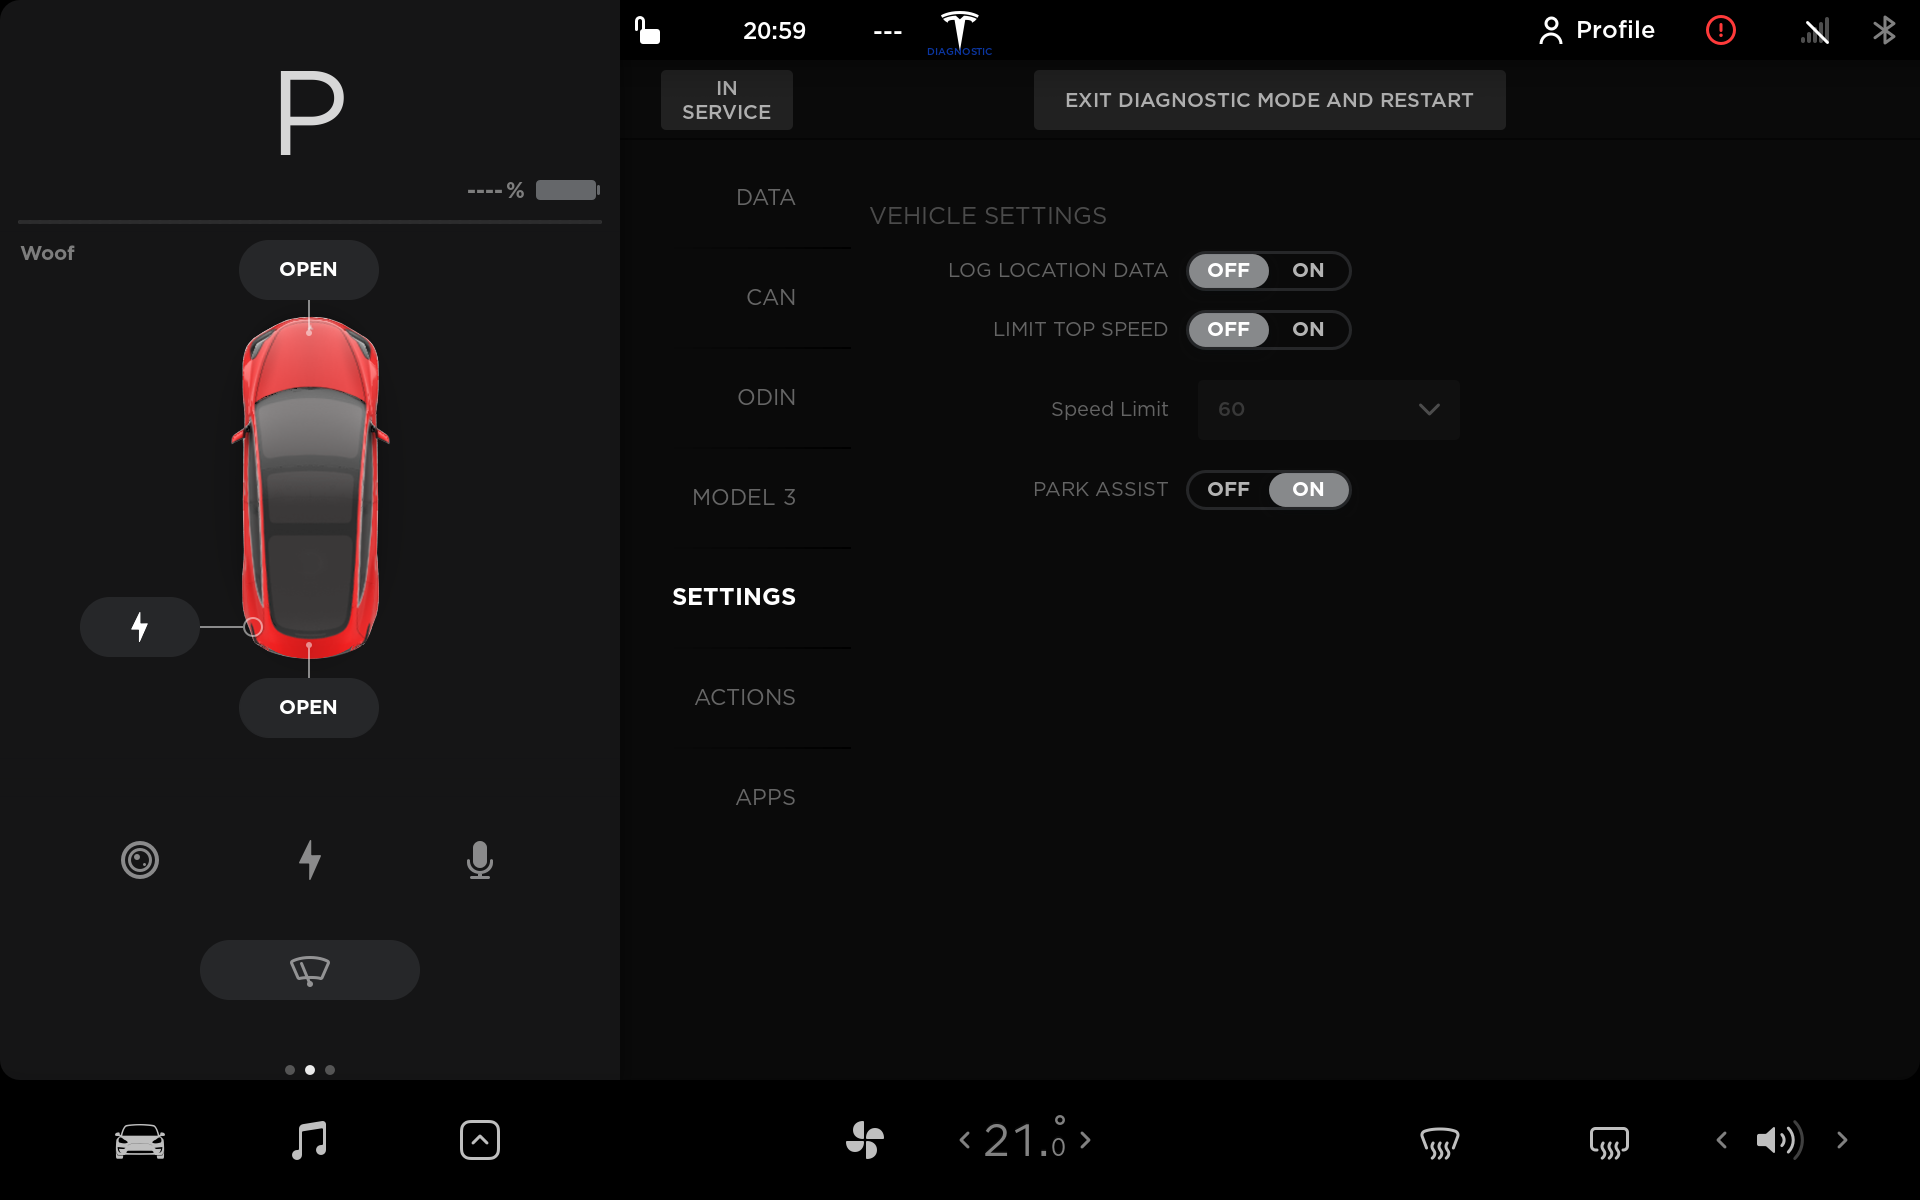 P
----%
Woof
OPEN
OPEN
20:59
---
DIAGNOSTIC
Profile
IN
SERVICE
EXIT DIAGNOSTIC MODE AND RESTART
DATA
CAN
ODIN
MODEL 3
SETTINGS
ACTIONS
APPS
VEHICLE SETTINGS
LOG LOCATION DATA OFF ON
LIMIT TOP SPEED OFF ON
Speed Limit 60
PARK ASSIST OFF ON
21.0°